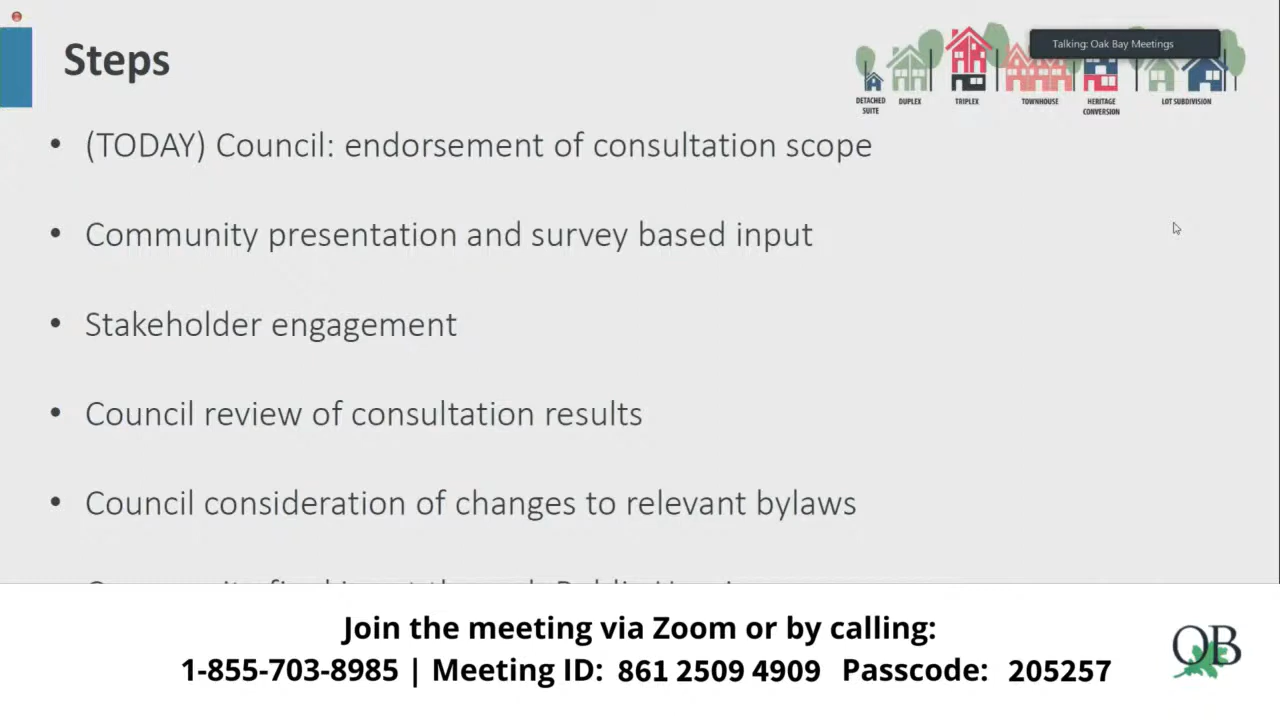 Steps
Talking: Oak Bay Meetings
DETACHED SUITE
DUPLEX
TRIPLEX
TOWNHOUSE
HERITAGE CONVERSION
LOT SUBDIVISION
• (TODAY) Council: endorsement of consultation scope
• Community presentation and survey based input
• Stakeholder engagement
• Council review of consultation results
• Council consideration of changes to relevant bylaws
Join the meeting via Zoom or by calling:
1-855-703-8985 | Meeting ID: 861 2509 4909 Passcode: 205257
OB